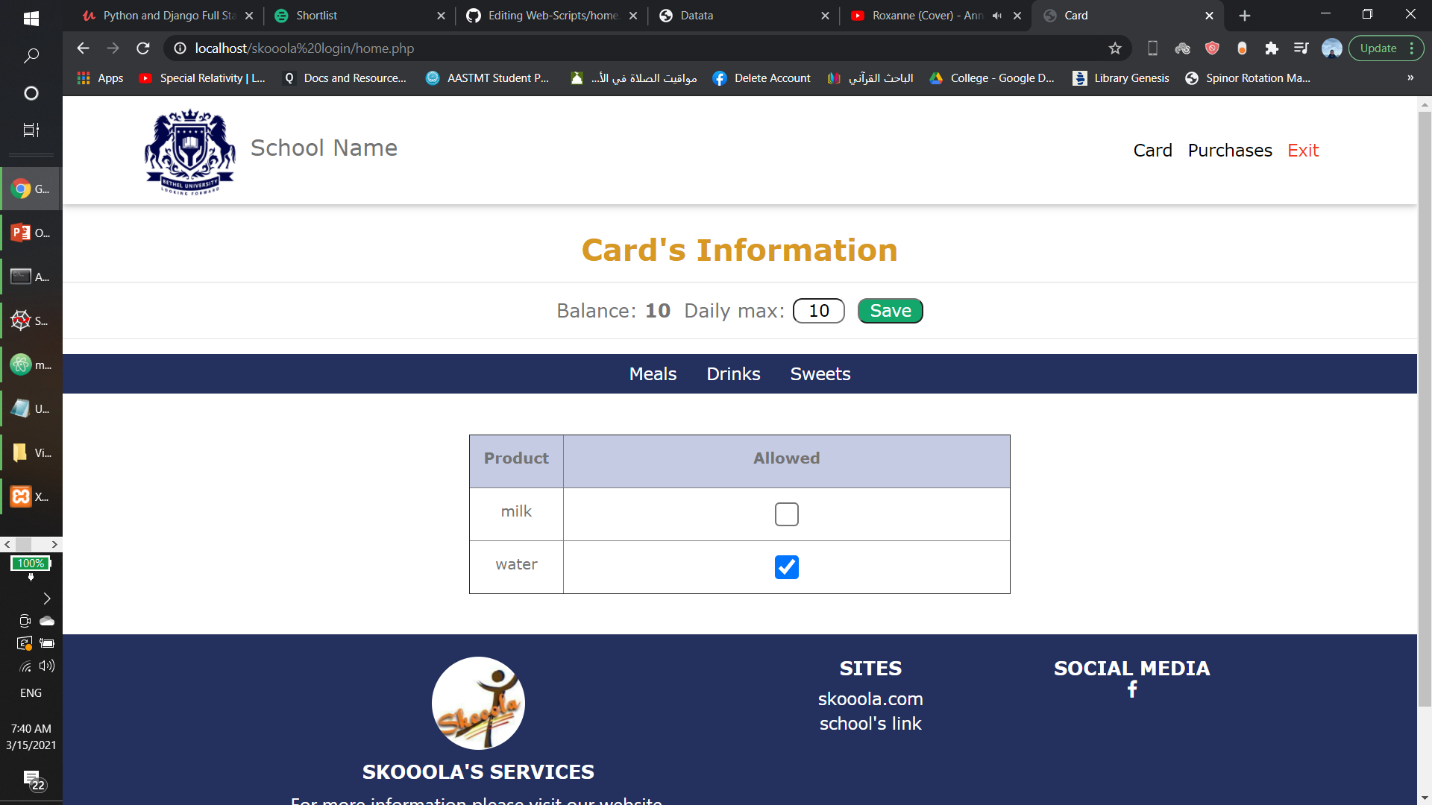 Python and Django Full Sta
Shortlist
Editing Web-Scripts/home.
Datata
Roxanne (Cover) - Ann
Card
localhost/skooola%20login/home.php
Update
Apps
Special Relativity | L...
Docs and Resource...
AASTMT Student P...
مواقيت الصلاة في الأ...
Delete Account
الباحث القرآني
College - Google D...
Library Genesis
Spinor Rotation Ma...
»
BETHEL UNIVERSITY
LOOKING FORWARD
School Name
Card Purchases Exit
Card's Information
Balance: 10 Daily max: 10 Save
Meals Drinks Sweets
Product Allowed
milk
water
Skooola
SKOOOLA'S SERVICES
For more information please visit our website
SITES
skooola.com
school's link
SOCIAL MEDIA
G...
O...
A...
S...
m...
U...
Vi...
X...
100%
ENG
7:40 AM
3/15/2021
22